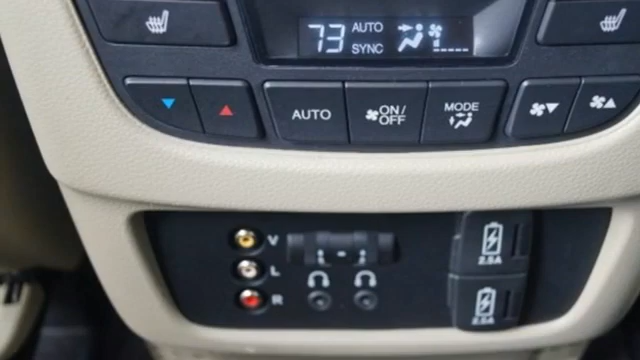 73 AUTO
SYNC
AUTO
ON/
OFF
MODE
V
L
R
2.5A
2.5A